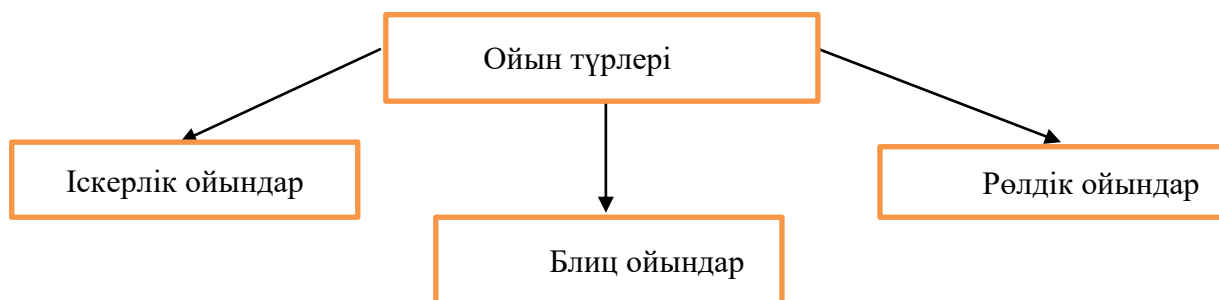 Ойын түрлері
Іскерлік ойындар
Блиц ойындар
Рөлдік ойындар